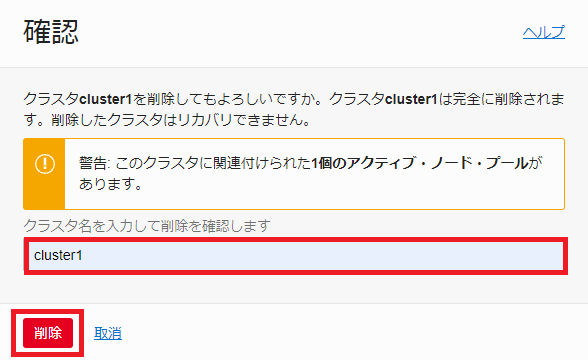 確認
ヘルプ
クラスタcluster1を削除してもよろしいですか。クラスタcluster1は完全に削除されま
す。削除したクラスタはリカバリできません。
警告: このクラスタに関連付けられた1個のアクティブ・ノード・プールが
あります。
クラスタ名を入力して削除を確認します
cluster1
削除
取消